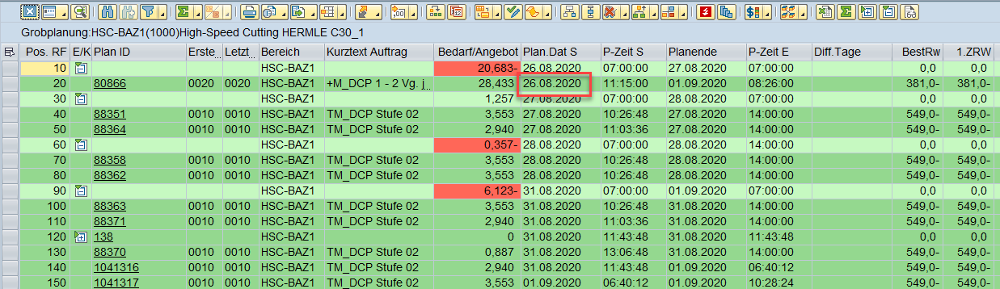 Grobplanung:HSC-BAZ1(1000)High-Speed Cutting HERMLE C30_1
Pos. RF E/K Plan ID Erste... Letzt... Bereich Kurztext Auftrag Bedarf/Angebot Plan.Dat S P-Zeit S Planende P-Zeit E Diff.Tage BestRw 1.ZRW
10 HSC-BAZ1 20,683- 26.08.2020 07:00:00 27.08.2020 07:00:00 0,0 0,0
20 80866 0020 0020 HSC-BAZ1 +M_DCP 1 - 2 Vg. j... 28,433 26.08.2020 11:15:00 01.09.2020 08:26:00 381,0- 381,0-
30 HSC-BAZ1 1,257 27.08.2020 07:00:00 28.08.2020 07:00:00 0,0 0,0
40 88351 0010 0010 HSC-BAZ1 TM_DCP Stufe 02 3,553 27.08.2020 10:26:48 27.08.2020 14:00:00 549,0- 549,0-
50 88364 0010 0010 HSC-BAZ1 TM_DCP Stufe 02 2,940 27.08.2020 11:03:36 27.08.2020 14:00:00 549,0- 549,0-
60 HSC-BAZ1 0,357- 28.08.2020 07:00:00 31.08.2020 07:00:00 0,0 0,0
70 88358 0010 0010 HSC-BAZ1 TM_DCP Stufe 02 3,553 28.08.2020 10:26:48 28.08.2020 14:00:00 549,0- 549,0-
80 88362 0010 0010 HSC-BAZ1 TM_DCP Stufe 02 3,553 28.08.2020 10:26:48 28.08.2020 14:00:00 549,0- 549,0-
90 HSC-BAZ1 6,123- 31.08.2020 07:00:00 01.09.2020 07:00:00 0,0 0,0
100 88363 0010 0010 HSC-BAZ1 TM_DCP Stufe 02 3,553 31.08.2020 10:26:48 31.08.2020 14:00:00 549,0- 549,0-
110 88371 0010 0010 HSC-BAZ1 TM_DCP Stufe 02 2,940 31.08.2020 11:03:36 31.08.2020 14:00:00 549,0- 549,0-
120 138 HSC-BAZ1 0 31.08.2020 11:43:48 31.08.2020 11:43:48 0,0 0,0
130 88370 0010 0010 HSC-BAZ1 TM_DCP Stufe 02 0,887 31.08.2020 13:06:48 31.08.2020 14:00:00 549,0- 549,0-
140 1041316 0010 0010 HSC-BAZ1 TM_DCP Stufe 02 2,940 31.08.2020 11:43:48 01.09.2020 06:40:12 549,0- 549,0-
150 1041317 0010 0010 HSC-BAZ1 TM_DCP Stufe 02 3,553 01.09.2020 06:40:12 01.09.2020 10:28:24 549,0- 549,0-